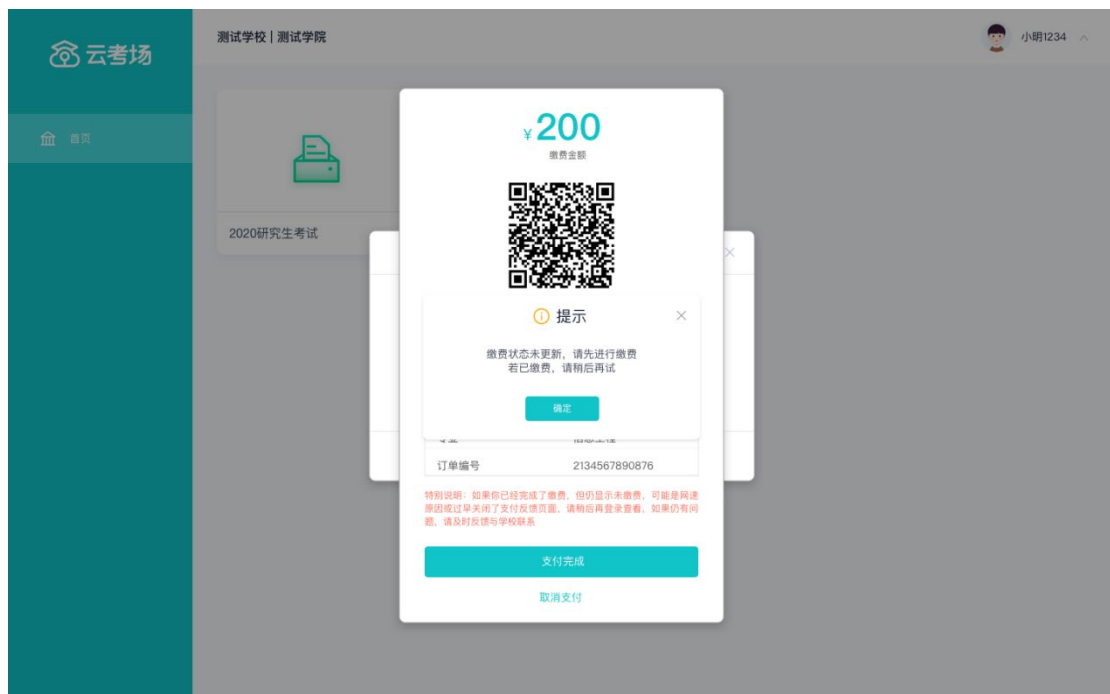 云考场
测试学校 | 测试学院
小明1234
首页
2020研究生考试
¥200
缴费金额
提示
缴费状态未更新，请先进行缴费
若已缴费，请稍后再试
确定
订单编号 2134567890876
特别说明：如果你已经完成了缴费，但仍显示未缴费，可能是网速
原因或过早关闭了支付反馈页面，请稍后再登录查看，如果仍有问
题，请及时反馈与学校联系
支付完成
取消支付